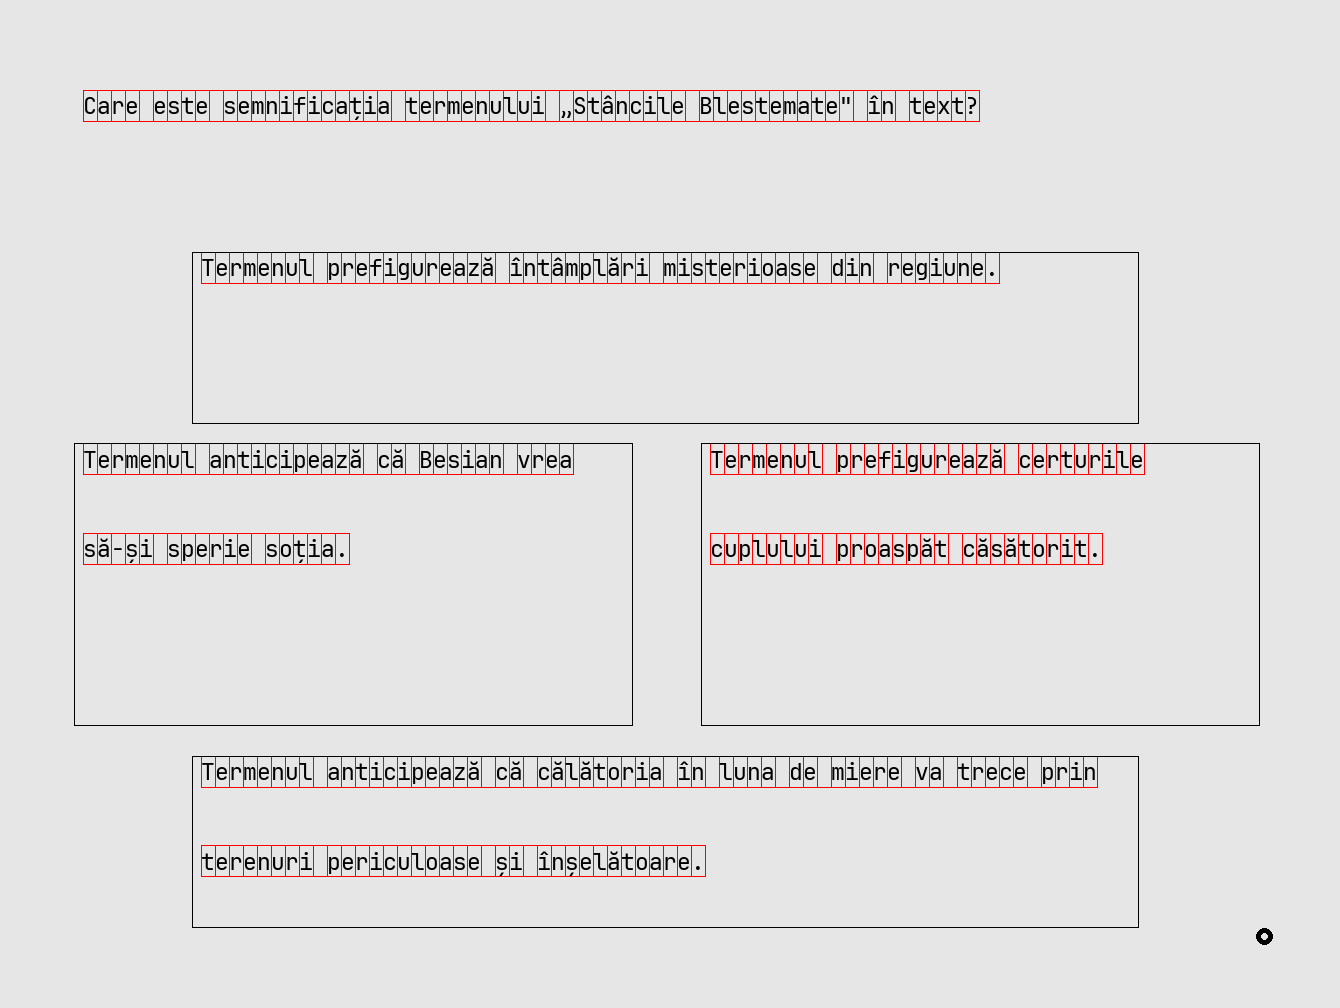 Care este semnificația termenului „Stâncile Blestemate" în text?
Termenul prefigurează întâmplări misterioase din regiune.
Termenul anticipează că Besian vrea
să-și sperie soția.
Termenul prefigurează certurile
cuplului proaspăt căsătorit.
Termenul anticipează că călătoria în luna de miere va trece prin
terenuri periculoase și înșelătoare.